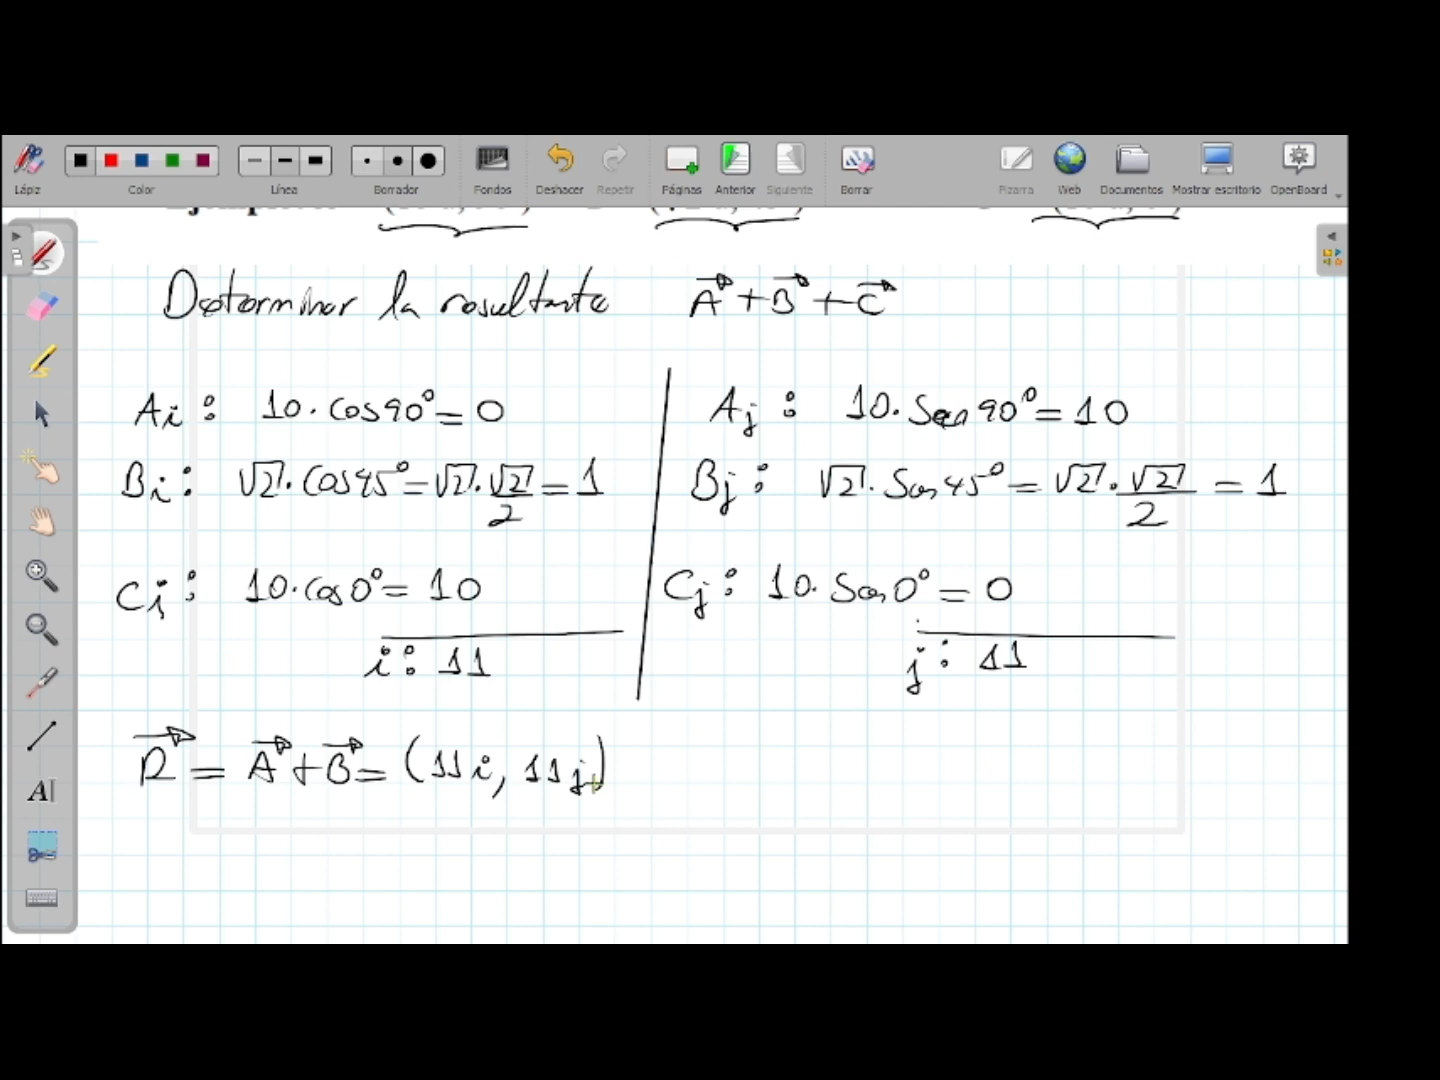 Lápiz Color Línea Borrador Fondos Deshacer Repetir Páginas Anterior Siguiente Borrar Pizarra Web Documentos Mostrar escritorio OpenBoard
Determinar la resultante A⃗ + B⃗ + C⃗
Ai : 10 . Cos 90° = 0
Aj : 10 . Sen 90° = 10
Bi : √2 . Cos 45° = √2 . √2/2 = 1
Bj : √2 . Sen 45° = √2 . √2/2 = 1
Ci : 10 . cos 0° = 10
Cj : 10 . Sen 0° = 0
i : 11
j : 11
R⃗ = A⃗ + B⃗ = (11i, 11j)
AI